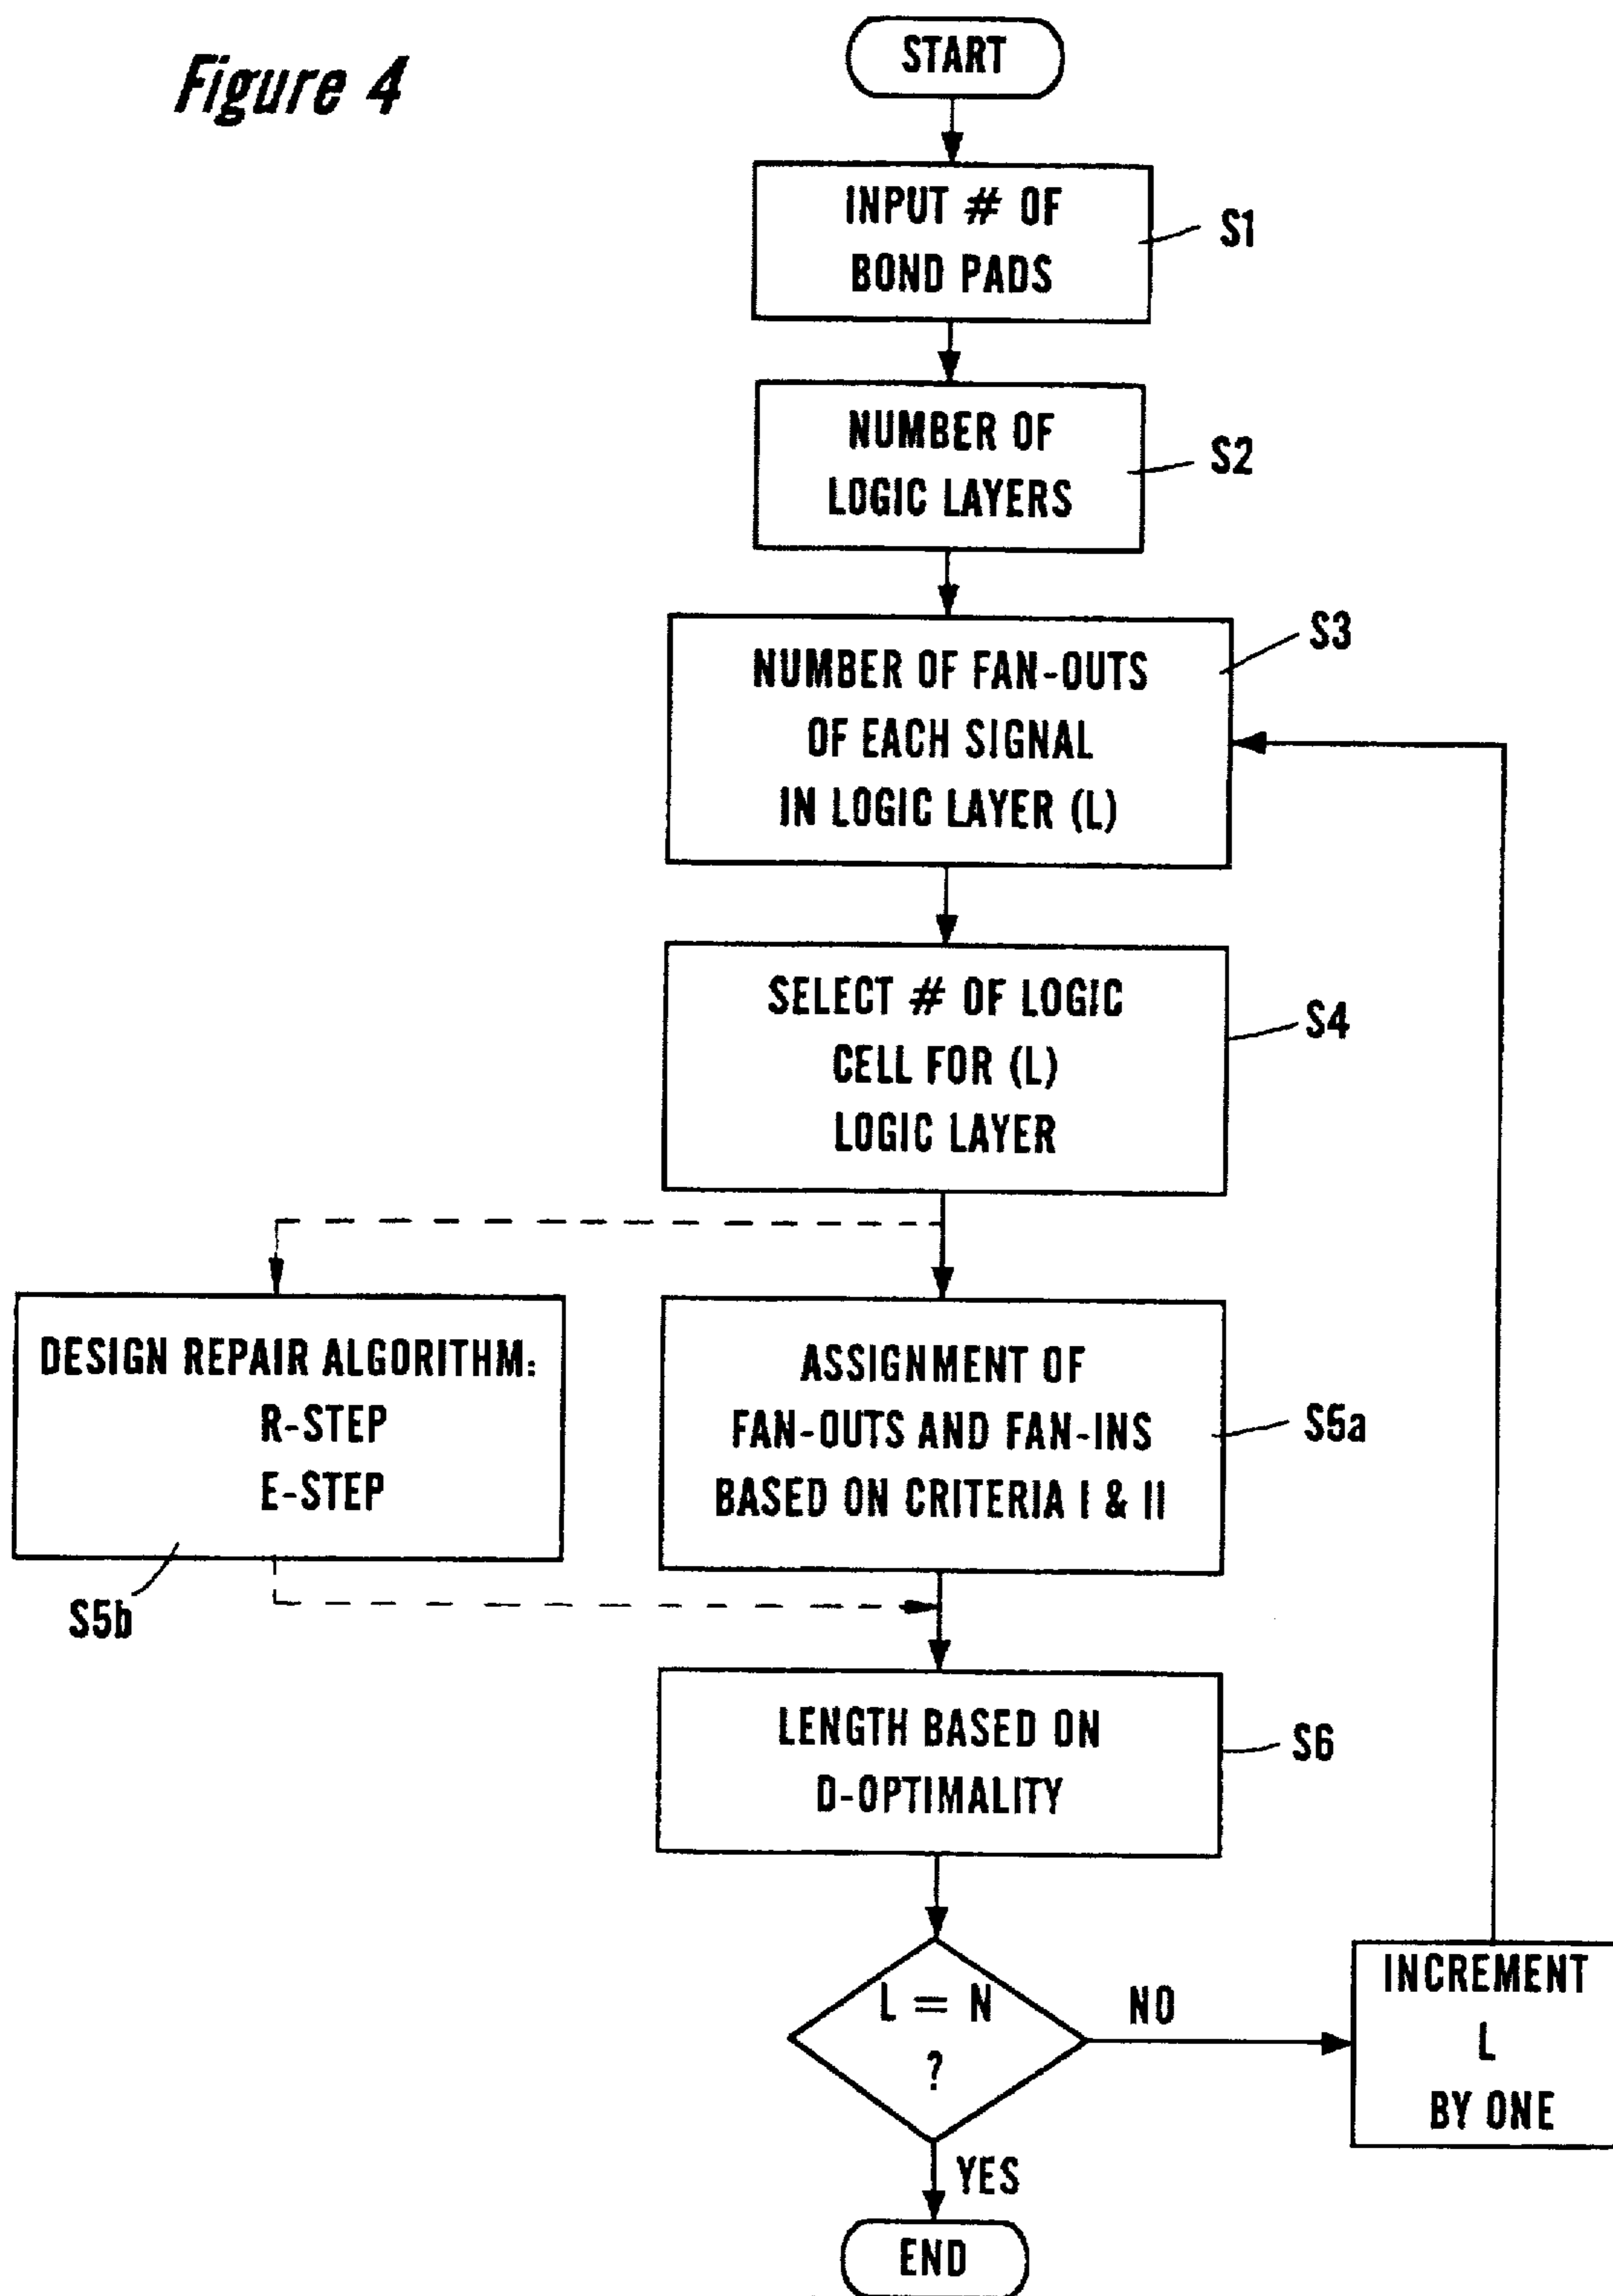 Figure 4
START
INPUT # OF
BOND PADS
S1
NUMBER OF
LOGIC LAYERS
S2
NUMBER OF FAN-OUTS
OF EACH SIGNAL
IN LOGIC LAYER (L)
S3
SELECT # OF LOGIC
CELL FOR (L)
LOGIC LAYER
S4
DESIGN REPAIR ALGORITHM:
R-STEP
E-STEP
S5b
ASSIGNMENT OF
FAN-OUTS AND FAN-INS
BASED ON CRITERIA I & II
S5a
LENGTH BASED ON
D-OPTIMALITY
S6
L = N
?
NO
INCREMENT
L
BY ONE
YES
END